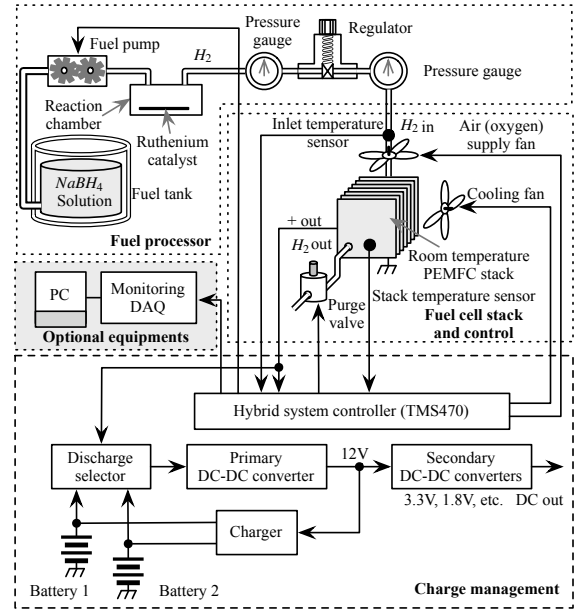 Fuel pump
Pressure
gauge
Regulator
H2
Pressure gauge
Reaction
chamber
Ruthenium
catalyst
NaBH4
Solution
Fuel tank
Fuel processor
Inlet temperature
sensor
H2 in
Air (oxygen)
supply fan
Cooling fan
+ out
H2 out
Room temperature
PEMFC stack
Purge
valve
Stack temperature sensor
Fuel cell stack
and control
PC
Monitoring
DAQ
Optional equipments
Hybrid system controller (TMS470)
Discharge
selector
Primary
DC-DC converter
12V
Secondary
DC-DC converters
3.3V, 1.8V, etc. DC out
Charger
Battery 1
Battery 2
Charge management